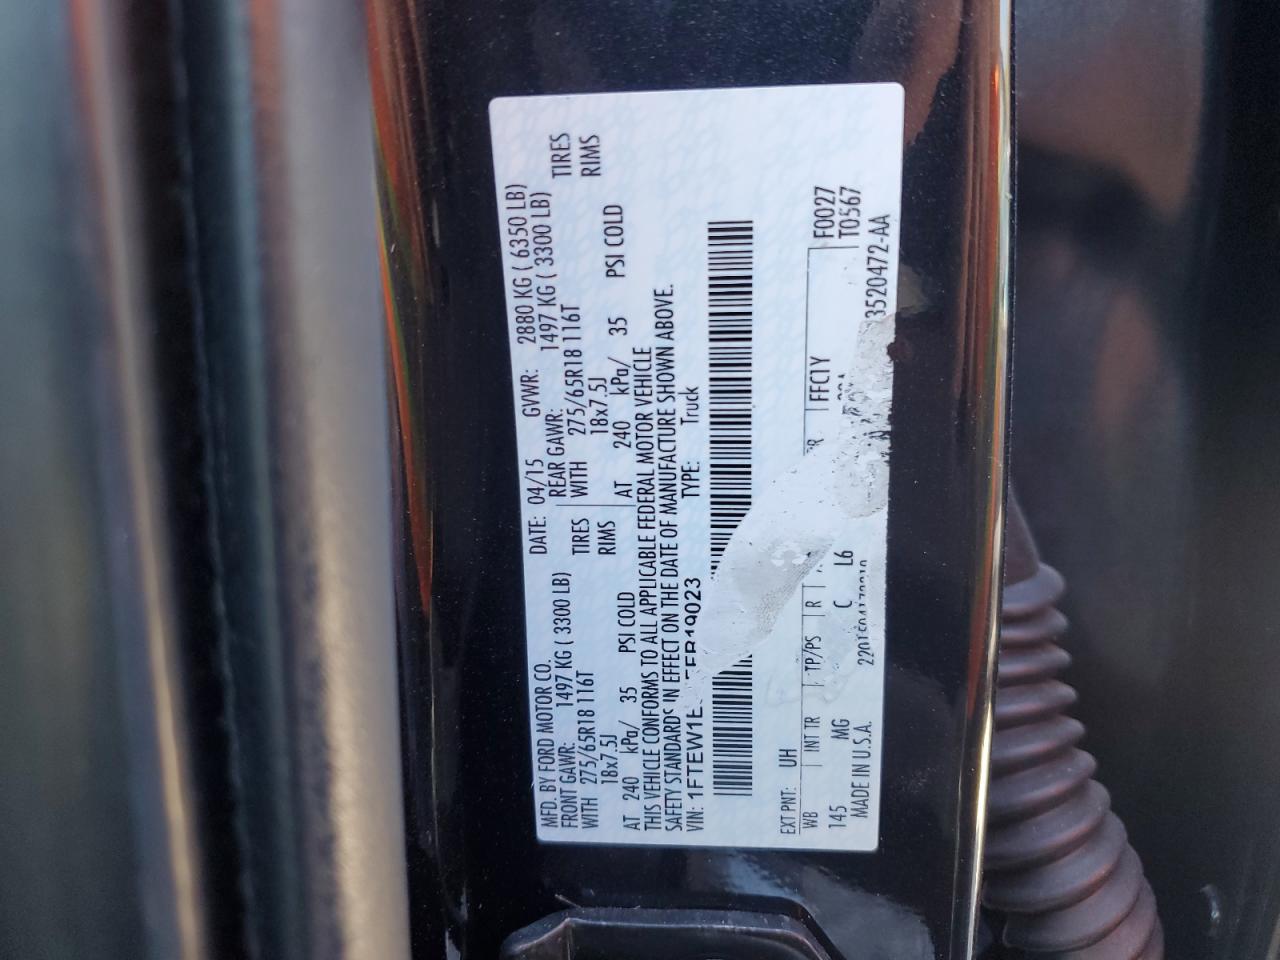 MFD. BY FORD MOTOR CO. DATE: 04/15 GVWR: 2880 KG ( 6350 LB)
FRONT GAWR: 1497 KG ( 3300 LB) REAR GAWR: 1497 KG ( 3300 LB)
WITH 275/65R18 116T TIRES WITH 275/65R18 116T TIRES
18x7.5J RIMS 18x7.5J RIMS
AT 240 kPa/ 35 PSI COLD AT 240 kPa/ 35 PSI COLD
THIS VEHICLE CONFORMS TO ALL APPLICABLE FEDERAL MOTOR VEHICLE
SAFETY STANDARDS IN EFFECT ON THE DATE OF MANUFACTURE SHOWN ABOVE.
VIN: TYPE: Truck
EXT PNT: UH F0027
WB INT TR TP/PS R FFC1Y T0567
145 MG C L6
MADE IN U.S.A. 3520472-AA